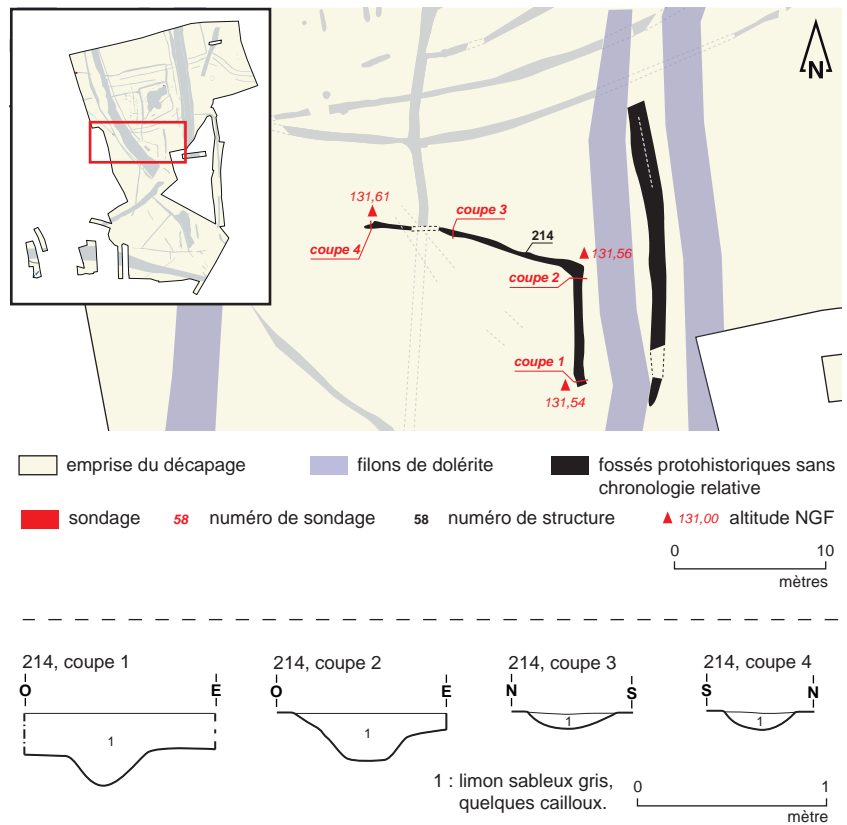 N
131,61
coupe 3
214
coupe 4
131,56
coupe 2
coupe 1
131,54
emprise du décapage
filons de dolérite
fossés protohistoriques sans
chronologie relative
sondage
58 numéro de sondage
58 numéro de structure
131,00 altitude NGF
0 10
mètres
214, coupe 1
O E
1
214, coupe 2
O E
1
214, coupe 3
N S
1
214, coupe 4
S N
1
1 : limon sableux gris,
quelques cailloux.
0 1
mètre